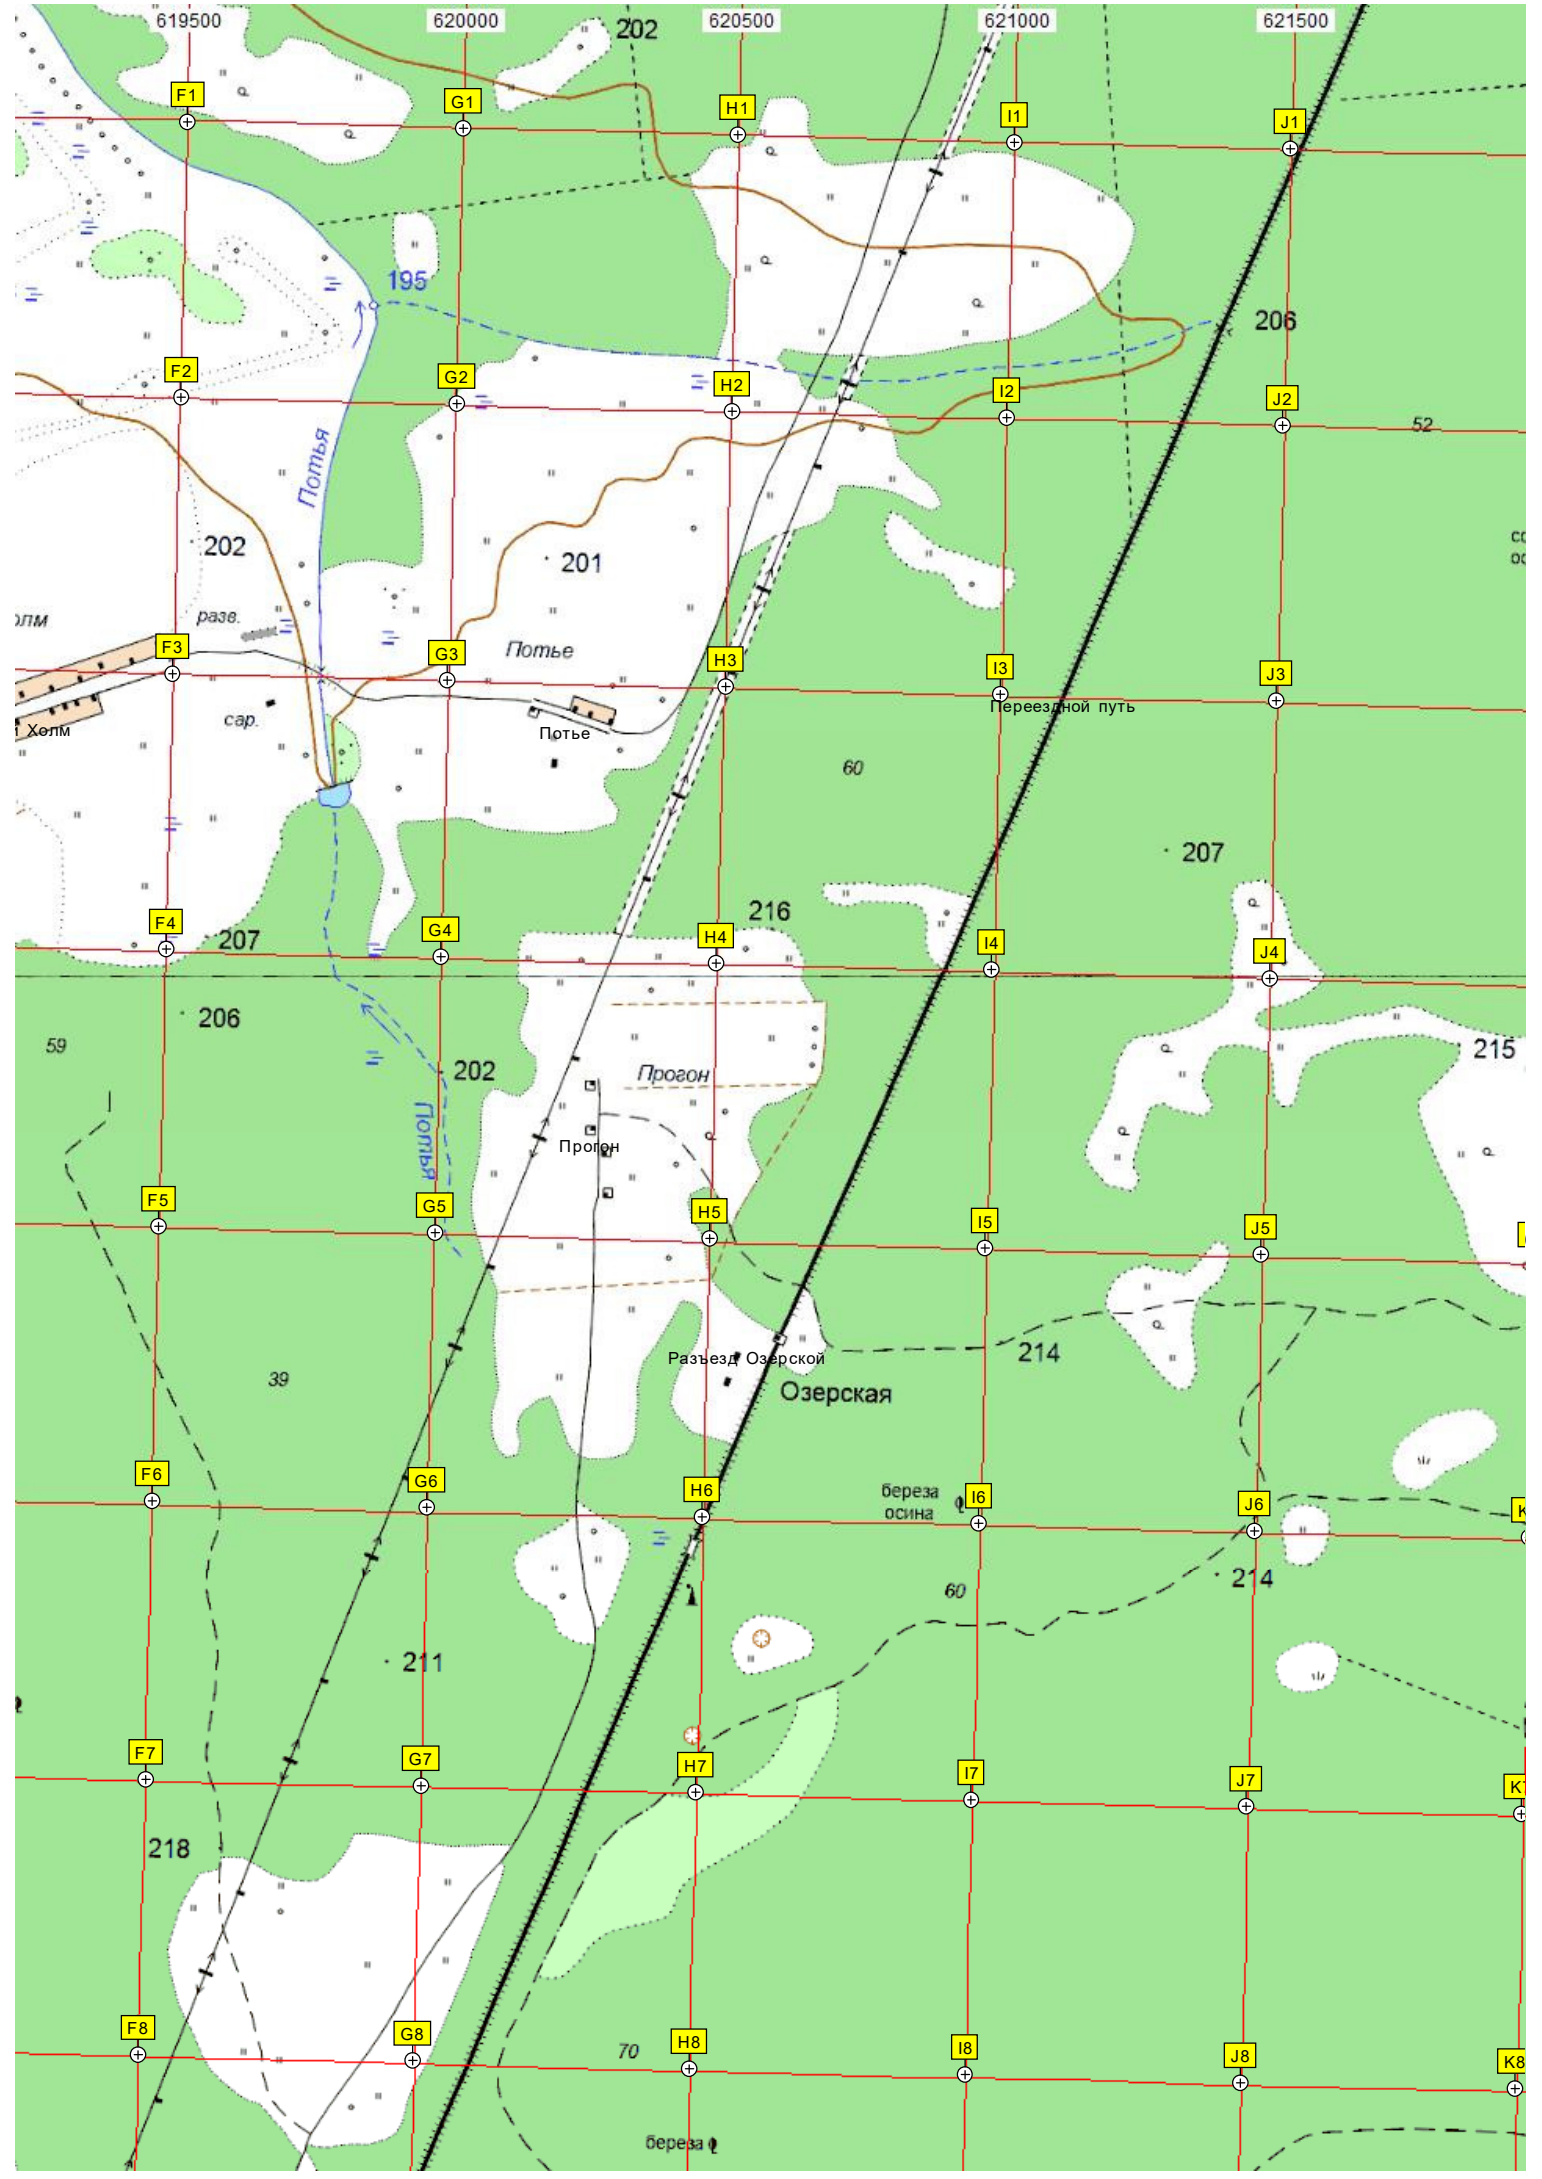 619500 620000 620500 621000 621500
202
F1 G1 H1 I1 J1
195
206
F2 G2 H2 I2 J2
52
Потья
202
201
разв.
Потье
F3 G3 H3 I3 J3
Переездной путь
сар.
Холм
Потье
60
207
216
F4 G4 H4 I4 J4
207
206
59
215
202
Прогон
Потья
Прогон
F5 G5 H5 I5 J5
214
Разъезд Озерской
39
Озерская
F6 G6 H6 I6 J6
береза
осина
60
214
211
F7 G7 H7 I7 J7 K7
218
F8 G8 H8 I8 J8 K8
70
береза